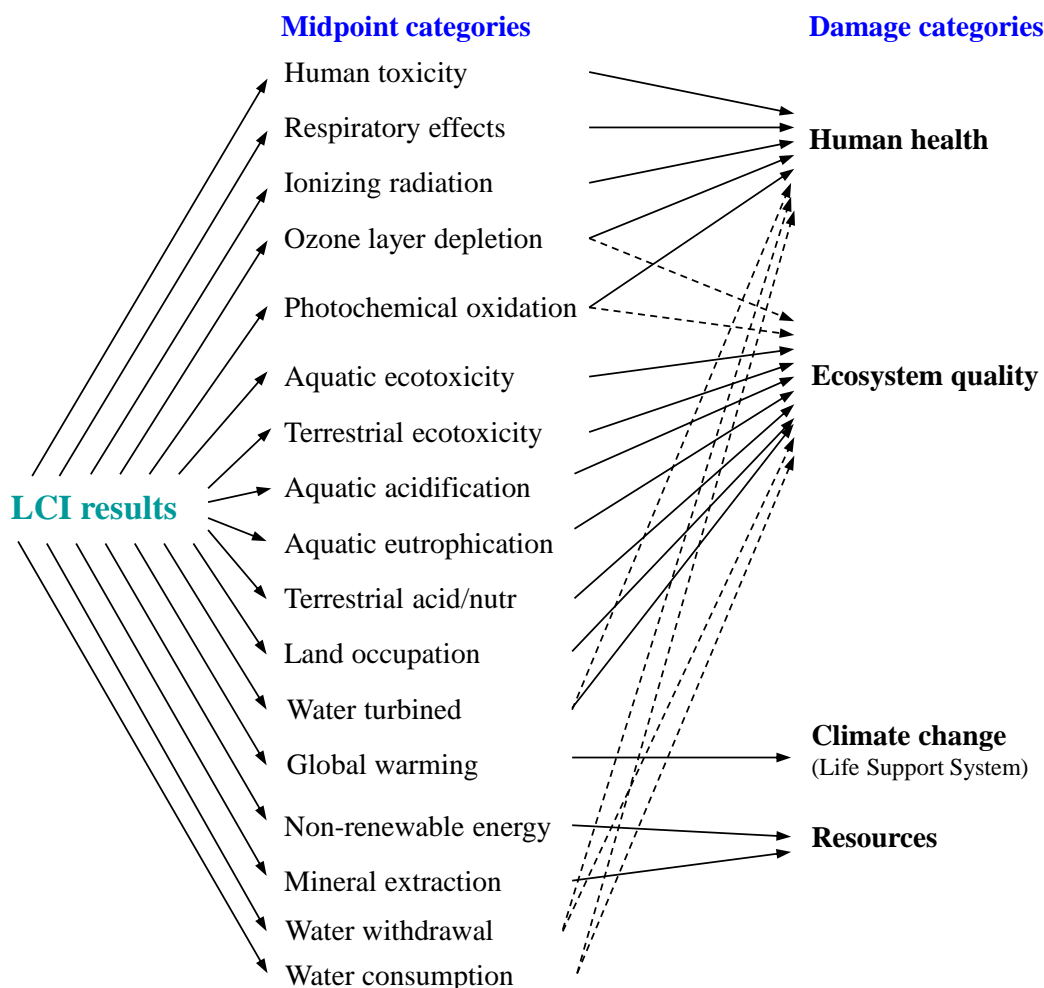 Midpoint categories
Damage categories
Human toxicity
Respiratory effects
Human health
Ionizing radiation
Ozone layer depletion
Photochemical oxidation
Aquatic ecotoxicity
Ecosystem quality
Terrestrial ecotoxicity
Aquatic acidification
LCI results
Aquatic eutrophication
Terrestrial acid/nutr
Land occupation
Water turbined
Climate change
(Life Support System)
Global warming
Non-renewable energy
Resources
Mineral extraction
Water withdrawal
Water consumption